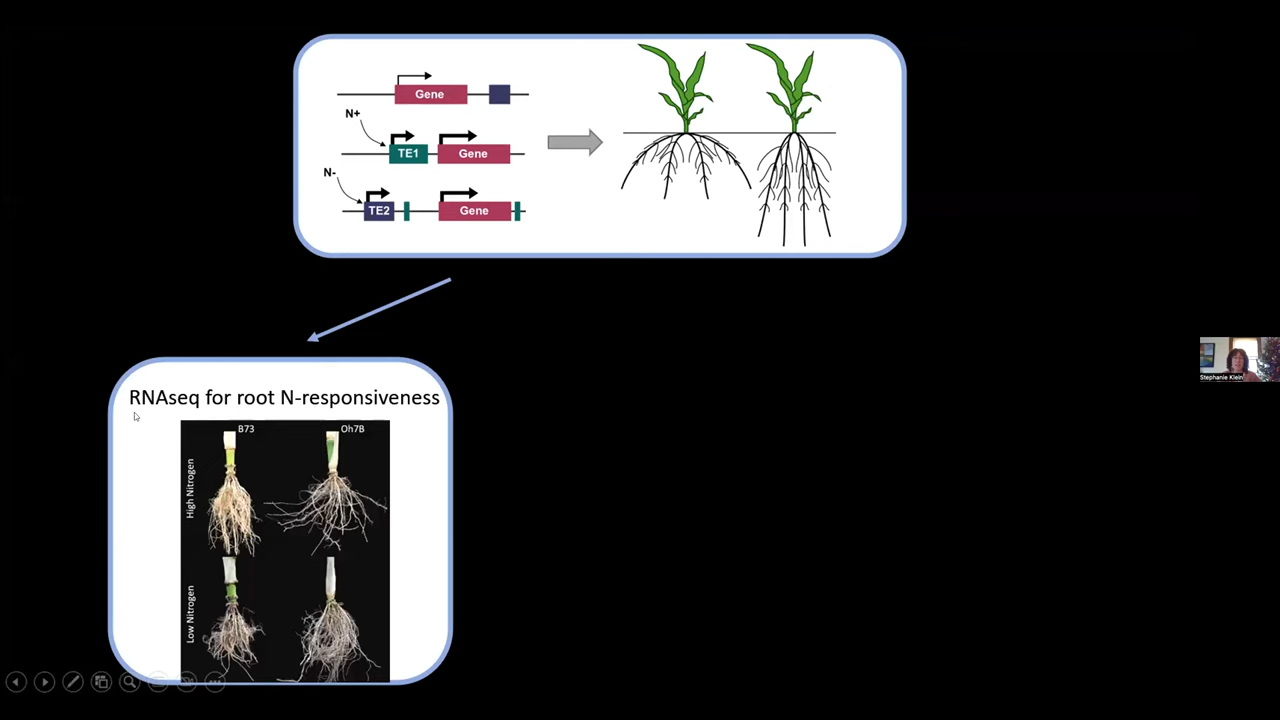 Gene
N+
TE1 Gene
N-
TE2 Gene
RNAseq for root N-responsiveness
B73 Oh7B
High Nitrogen
Low Nitrogen
Stephanie Klein